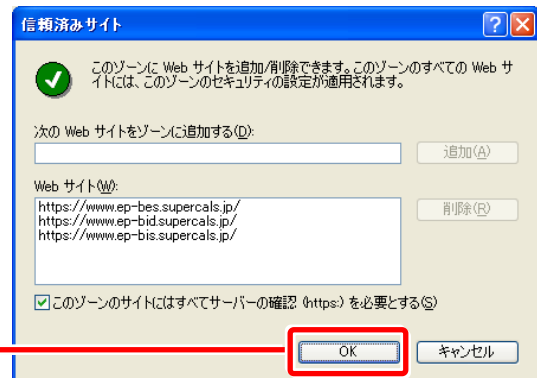 信頼済みサイト
このゾーンに Web サイトを追加/削除できます。このゾーンのすべての Web サ
イトには、このゾーンのセキュリティの設定が適用されます。
次の Web サイトをゾーンに追加する(D):
追加(A)
Web サイト(W):
https://www.ep-bes.supercals.jp/
https://www.ep-bid.supercals.jp/
https://www.ep-bis.supercals.jp/
削除(R)
このゾーンのサイトにはすべてサーバーの確認 (https:) を必要とする(S)
OK
キャンセル